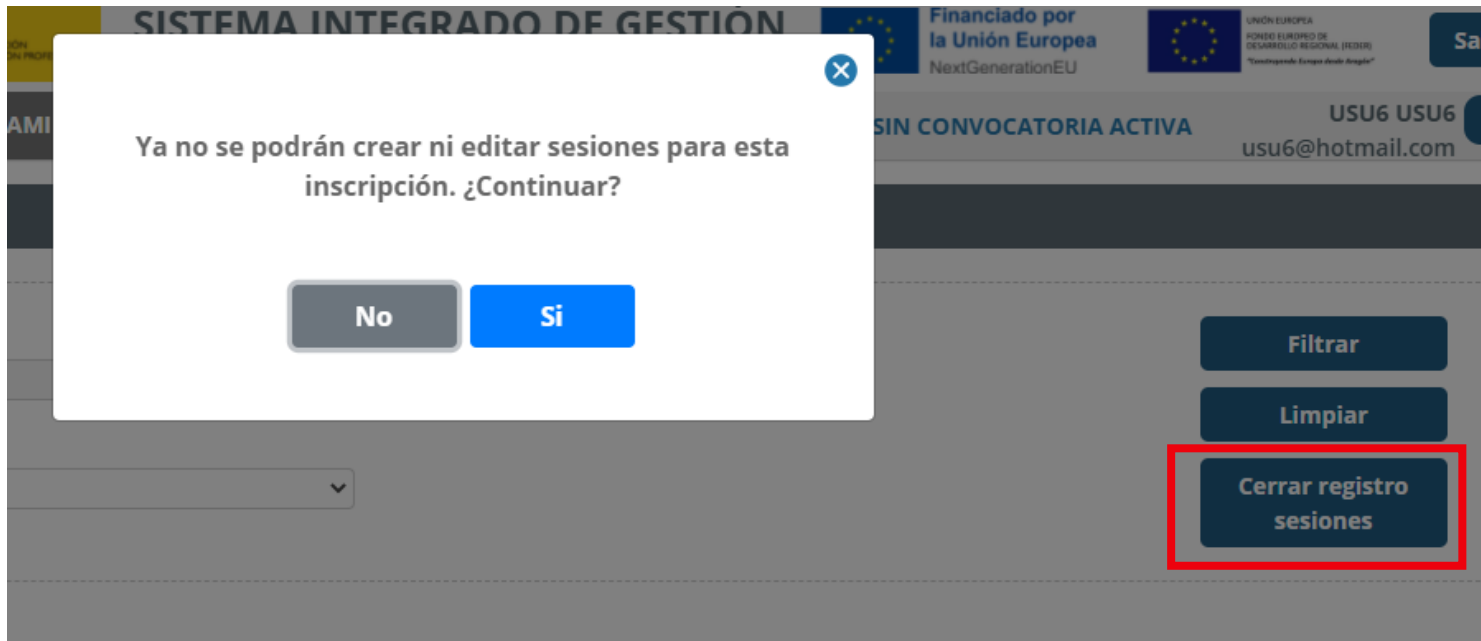 SISTEMA INTEGRADO DE GESTIÓN
Financiado por
la Unión Europea
NextGenerationEU
UNIÓN EUROPEA
FONDO EUROPEO DE
DESARROLLO REGIONAL (FEDER)
"Construyendo Europa desde Aragón"
Sa
AMI
SIN CONVOCATORIA ACTIVA
USU6 USU6
usu6@hotmail.com
Ya no se podrán crear ni editar sesiones para esta
inscripción. ¿Continuar?
No
Si
Filtrar
Limpiar
Cerrar registro
sesiones